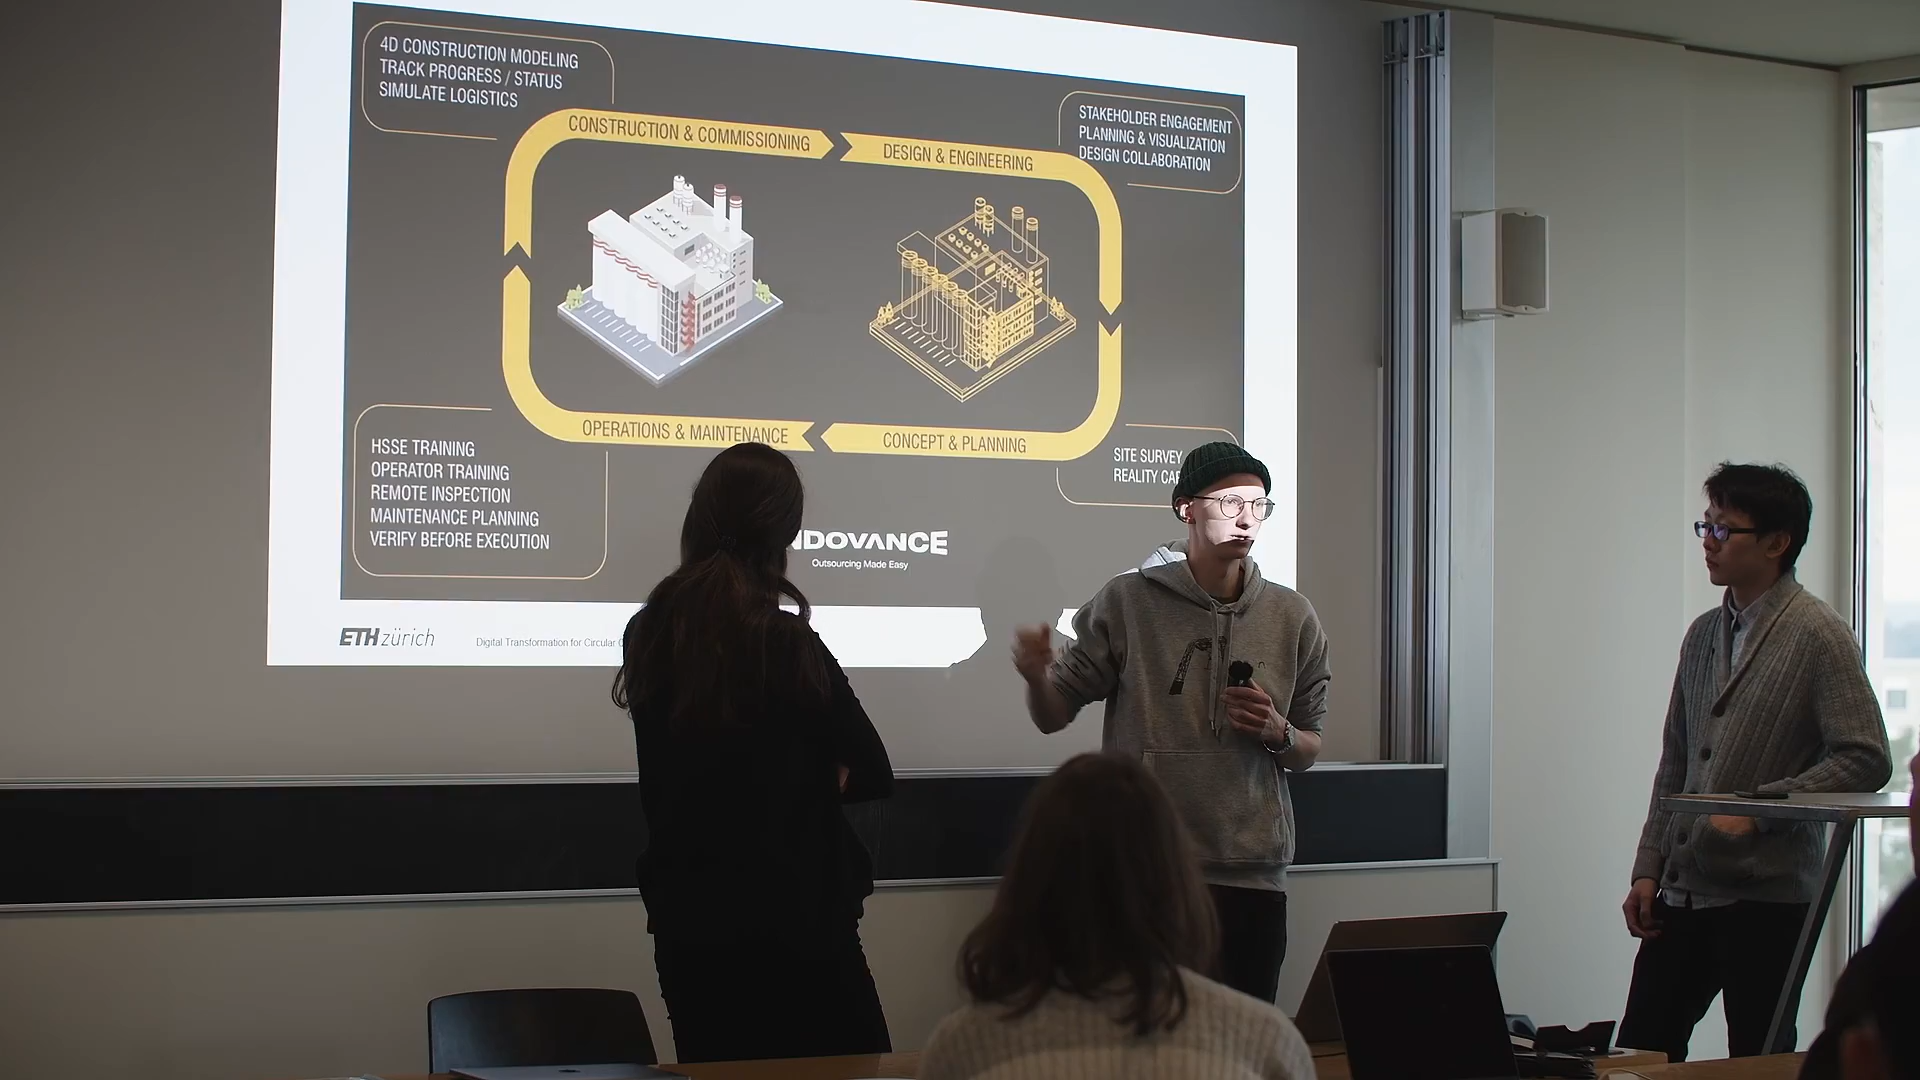 4D CONSTRUCTION MODELING
TRACK PROGRESS / STATUS
SIMULATE LOGISTICS
CONSTRUCTION & COMMISSIONING
DESIGN & ENGINEERING
STAKEHOLDER ENGAGEMENT
PLANNING & VISUALIZATION
DESIGN COLLABORATION
OPERATIONS & MAINTENANCE
CONCEPT & PLANNING
HSSE TRAINING
OPERATOR TRAINING
REMOTE INSPECTION
MAINTENANCE PLANNING
VERIFY BEFORE EXECUTION
SITE SURVEY
REALITY
Outsourcing Made Easy
ETH zürich
Digital Transformation for Circular